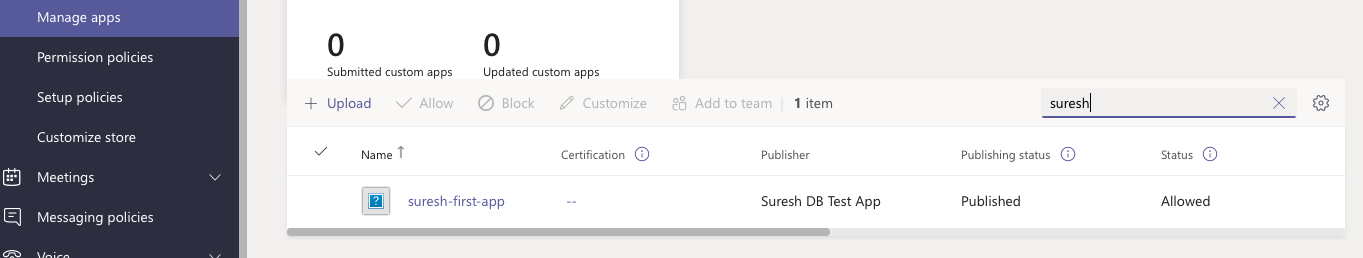 Manage apps
Permission policies
Setup policies
Customize store
Meetings
Messaging policies
Voice
0 0
Submitted custom apps Updated custom apps
Upload Allow Block Customize Add to team 1 item suresh
Name Certification Publisher Publishing status Status
suresh-first-app -- Suresh DB Test App Published Allowed